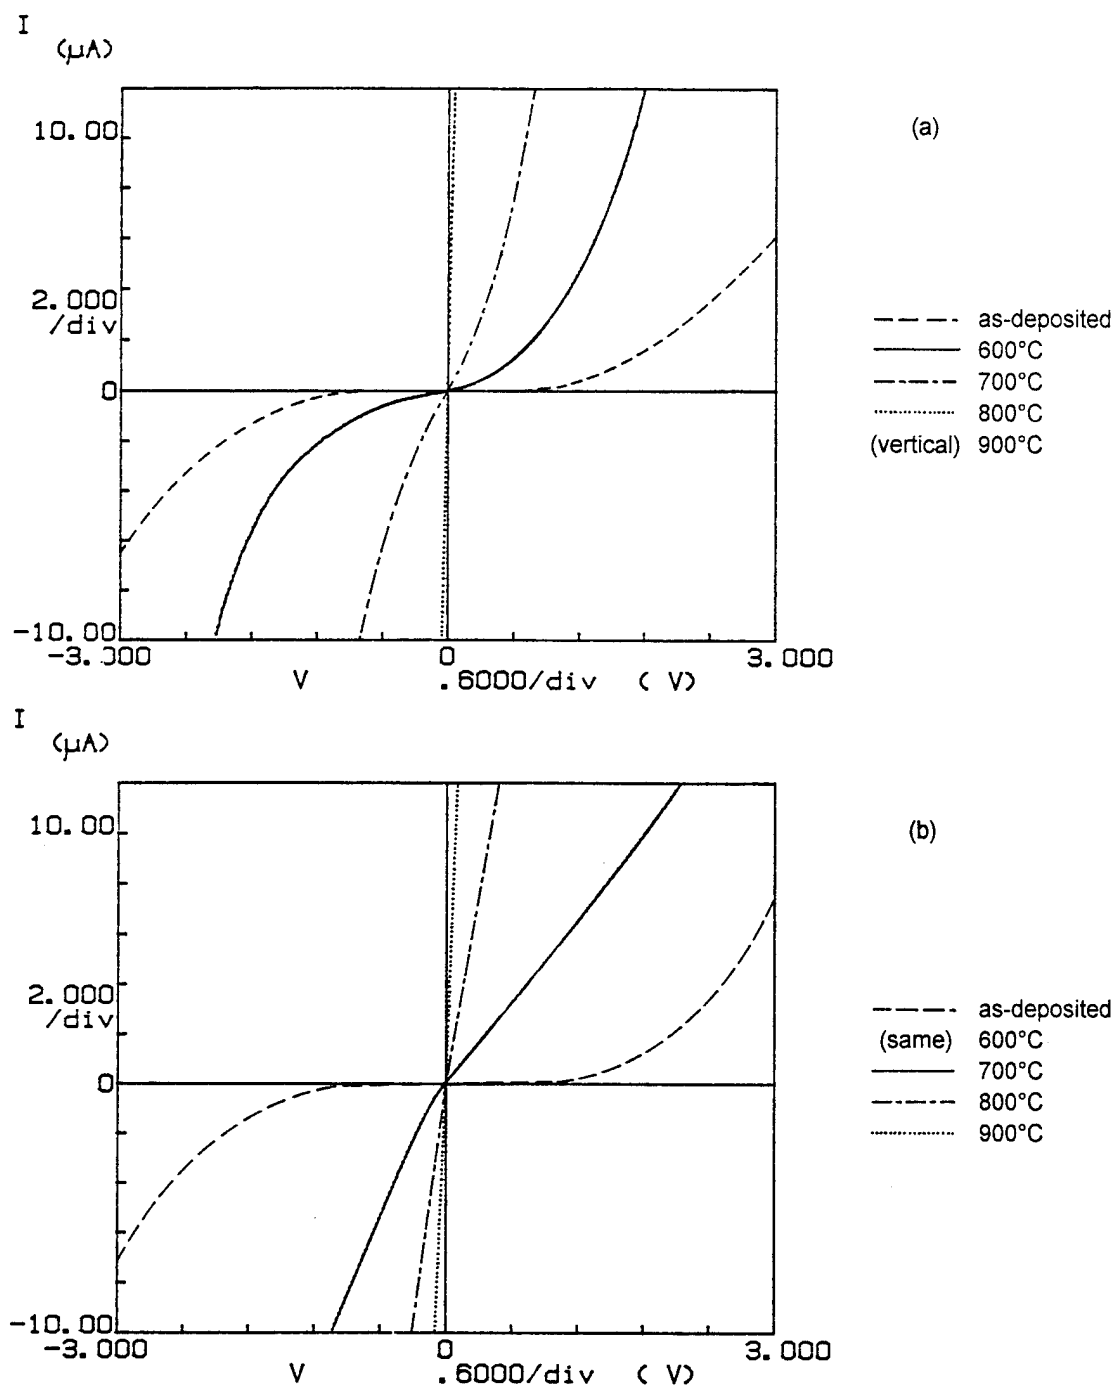 I
(µA)
10.00
(a)
2.000
/div
as-deposited
600°C
700°C
800°C
(vertical) 900°C
0
-10.00
-3.000
0
3.000
V
.6000/div ( V)
I
(µA)
10.00
(b)
2.000
/div
as-deposited
(same) 600°C
700°C
800°C
900°C
0
-10.00
-3.000
0
3.000
V
.6000/div ( V)